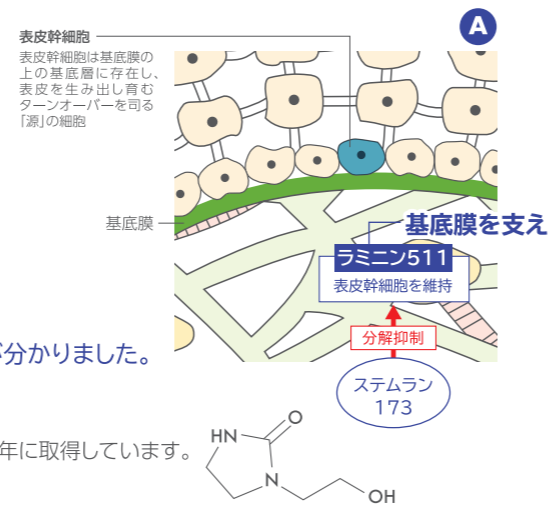 A
表皮幹細胞
表皮幹細胞は基底膜の
上の基底層に存在し、
表皮を生み出し育む
ターンオーバーを司る
「源」の細胞
基底膜
基底膜を支え
ラミニン511
表皮幹細胞を維持
分解抑制
が分かりました。
ステムラン
173
年に取得しています。
HN
O
N
OH